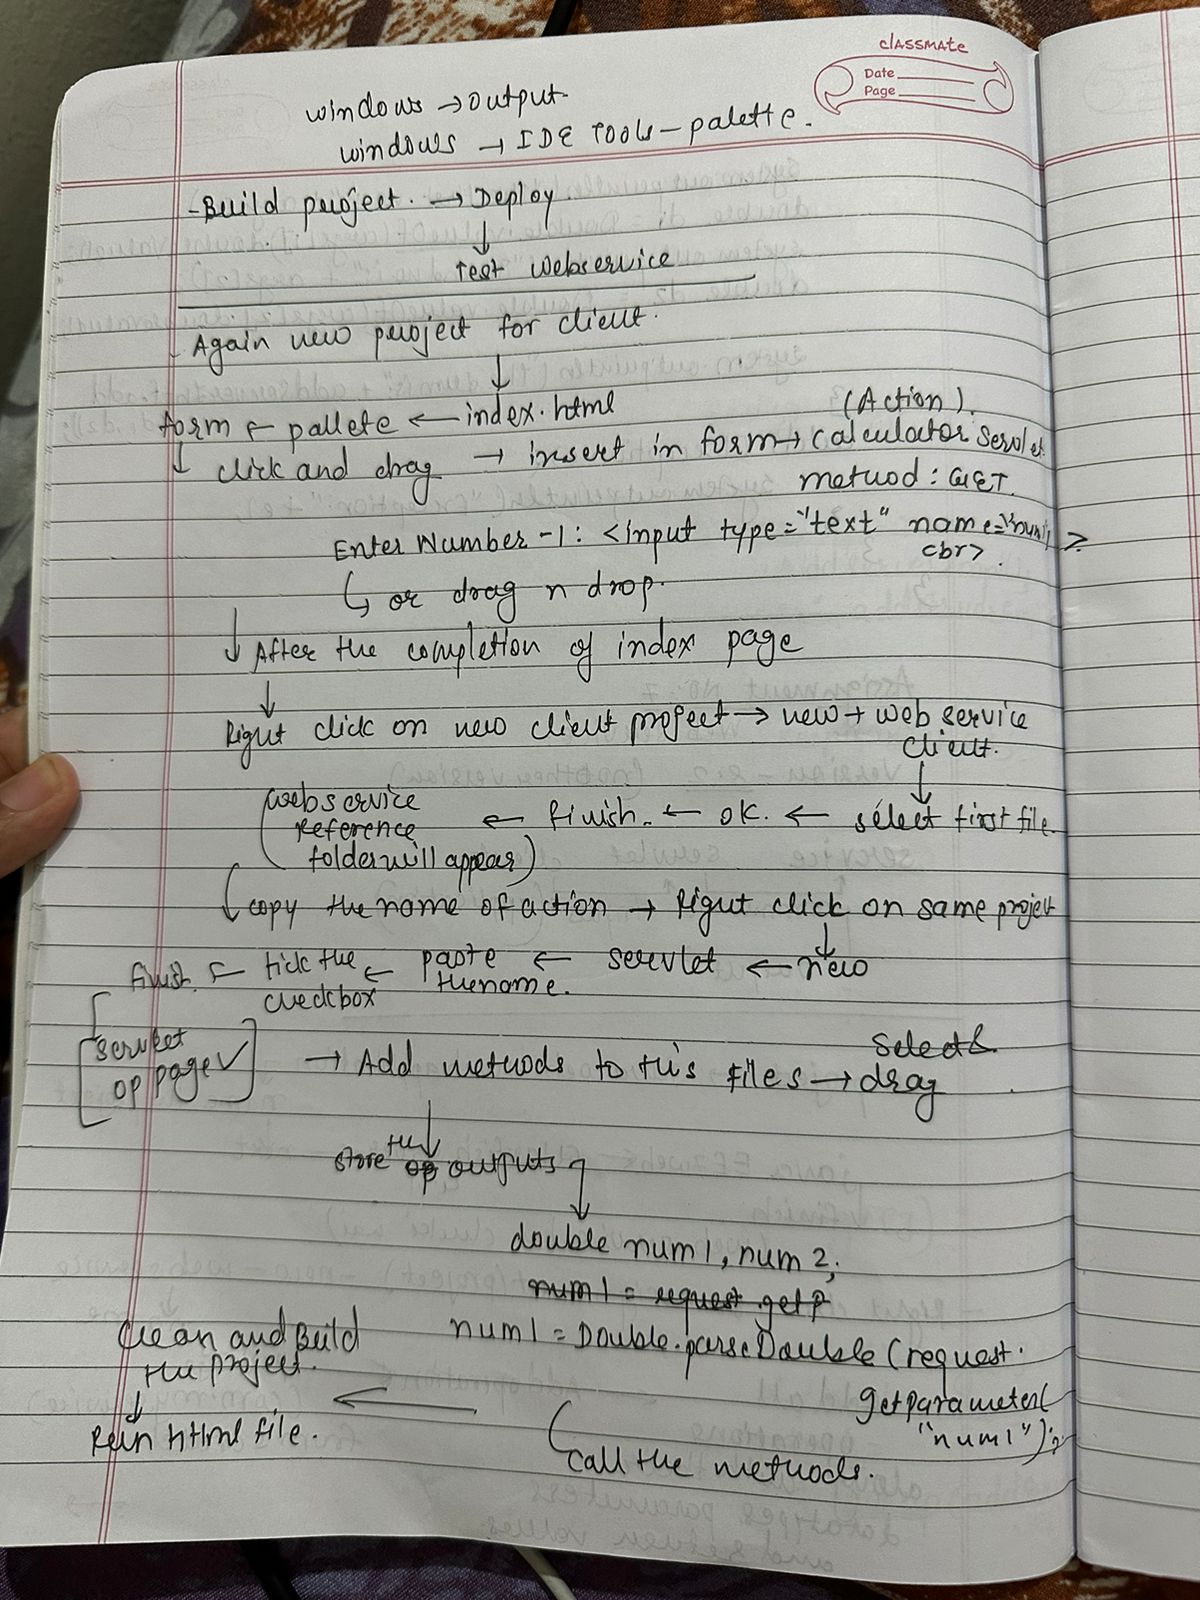 classmate
Date
Page
windows → output
windows → IDE Tools - palette.
- Build project. → Deploy
↓
Test webservice
Again new project for client.
↓
form ← pallete ← index.html (Action).
↓ click and drag → insert in form → calculator Servlet
method : GET.
Enter Number -1 : <input type="text" name="num1">
<br>.
↳ or drag n drop.
↓ After the completion of index page
↓
Right click on new client project → new → web service
client.
↓
(webservice reference folder will appear) ← finish. ← OK. ← select first file.
↓ copy the name of action → Right click on same project
↓
finish ← tick the checkbox ← paste the name. ← servlet ← new
[servlet op page ✓] → Add methods to this files → select & drag
↓
store the outputs
↓
double num1, num2;
num1 = request.getP
num1 = Double.parseDouble(request.
getparameter(
"num1");
call the methods.
←
clean and Build
the project.
↓
Run html file.